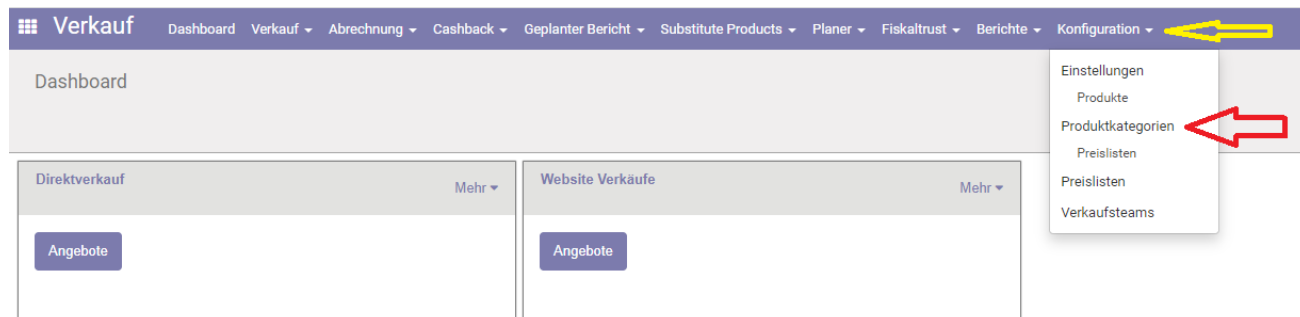 Verkauf Dashboard Verkauf Abrechnung Cashback Geplanter Bericht Substitute Products Planer Fiskaltrust Berichte Konfiguration
Einstellungen
Produkte
Produktkategorien
Preislisten
Preislisten
Verkaufsteams
Dashboard
Direktverkauf Mehr
Angebote
Website Verkäufe Mehr
Angebote